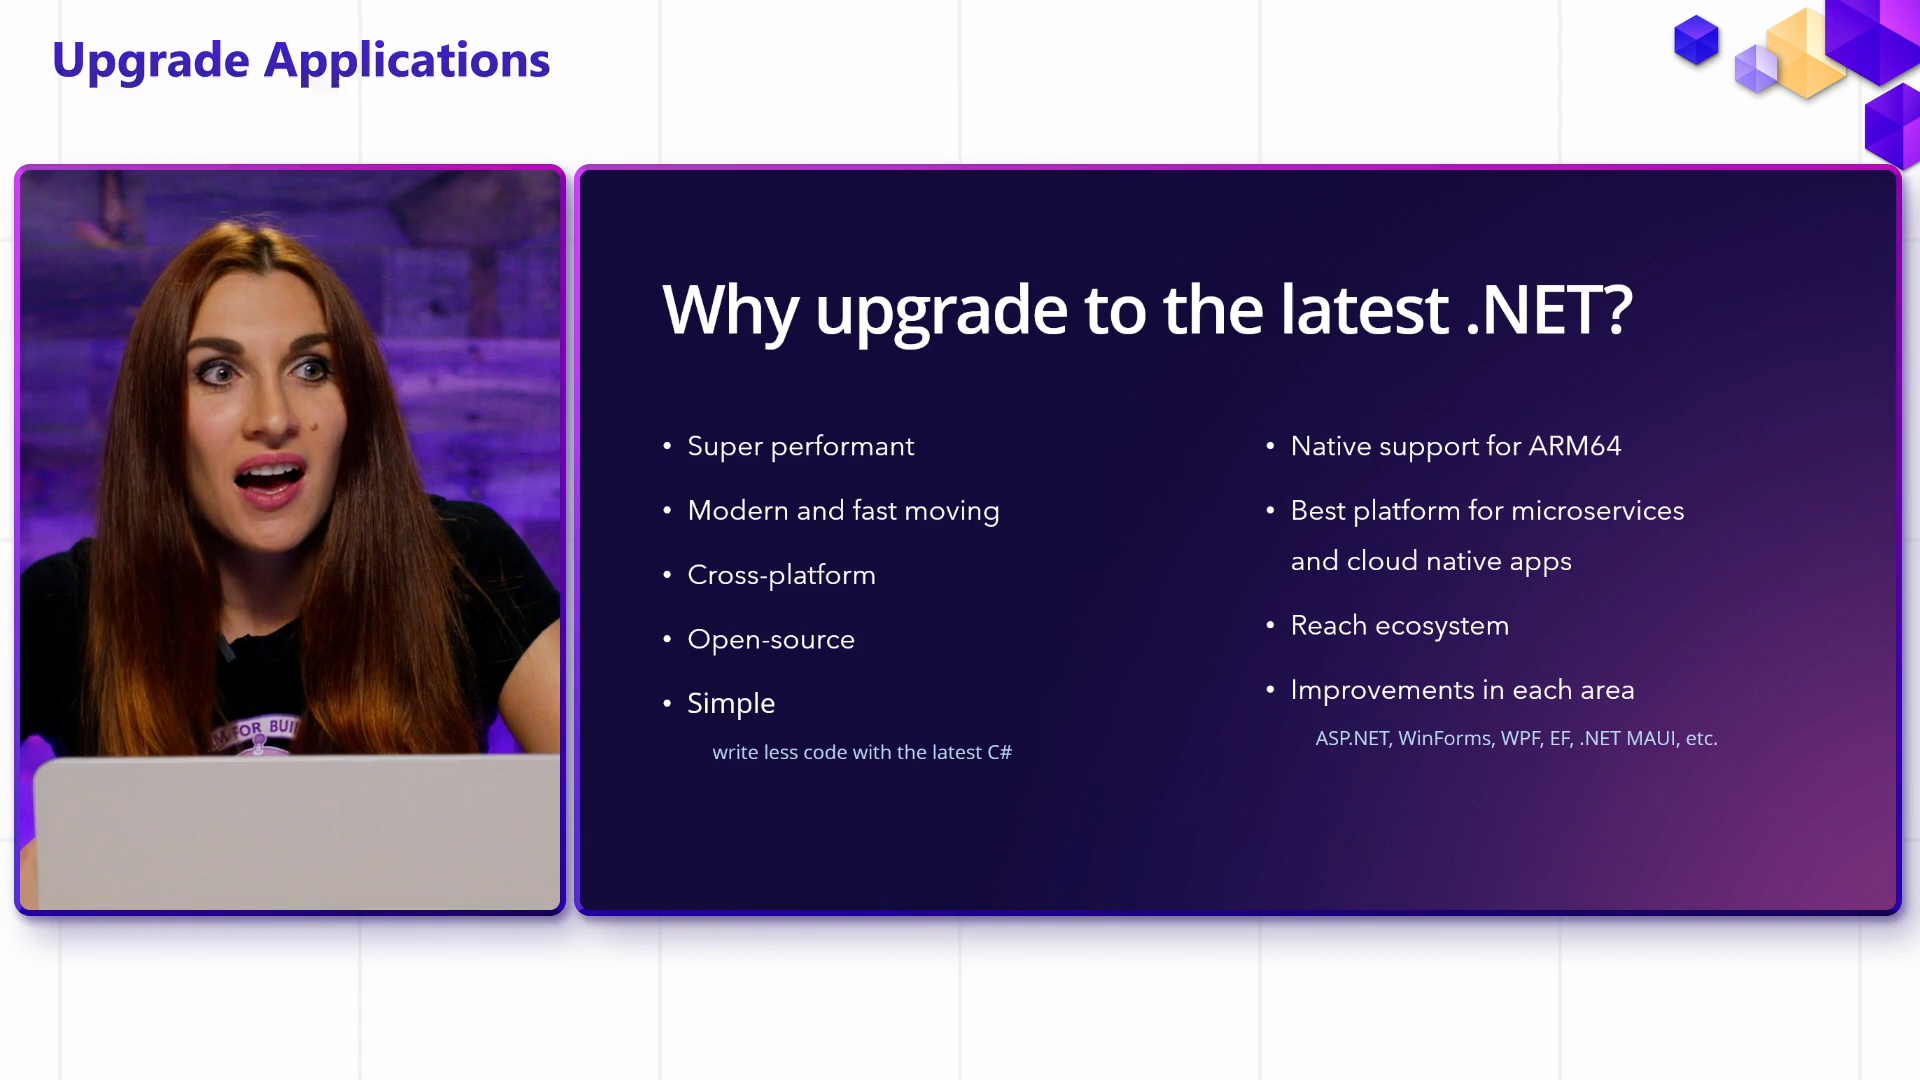 Upgrade Applications
Why upgrade to the latest .NET?
• Super performant
• Modern and fast moving
• Cross-platform
• Open-source
• Simple
write less code with the latest C#
• Native support for ARM64
• Best platform for microservices
and cloud native apps
• Reach ecosystem
• Improvements in each area
ASP.NET, WinForms, WPF, EF, .NET MAUI, etc.
FOR